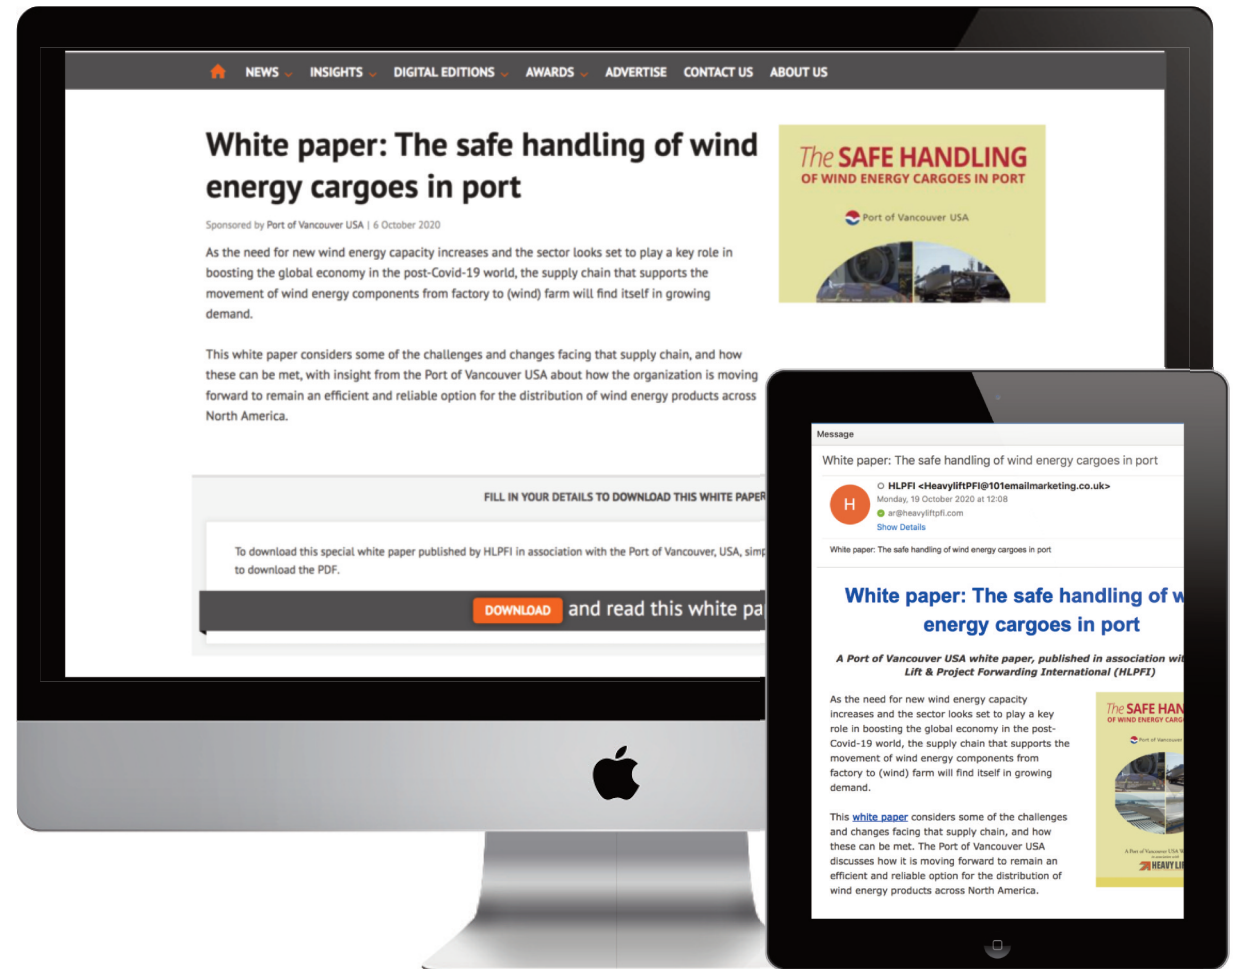 NEWS INSIGHTS DIGITAL EDITIONS AWARDS ADVERTISE CONTACT US ABOUT US
White paper: The safe handling of wind
energy cargoes in port
Sponsored by Port of Vancouver USA | 6 October 2020
As the need for new wind energy capacity increases and the sector looks set to play a key role in
boosting the global economy in the post-Covid-19 world, the supply chain that supports the
movement of wind energy components from factory to (wind) farm will find itself in growing
demand.
This white paper considers some of the challenges and changes facing that supply chain, and how
these can be met, with insight from the Port of Vancouver USA about how the organization is moving
forward to remain an efficient and reliable option for the distribution of wind energy products across
North America.
The SAFE HANDLING
OF WIND ENERGY CARGOES IN PORT
Port of Vancouver USA
FILL IN YOUR DETAILS TO DOWNLOAD THIS WHITE PAPER
To download this special white paper published by HLPFI in association with the Port of Vancouver, USA, simp
to download the PDF.
DOWNLOAD and read this white pa
Message
White paper: The safe handling of wind energy cargoes in port
H
HLPFI <HeavyliftPFI@101emailmarketing.co.uk>
Monday, 19 October 2020 at 12:08
ar@heavyliftpfi.com
Show Details
White paper: The safe handling of wind energy cargoes in port
White paper: The safe handling of w
energy cargoes in port
A Port of Vancouver USA white paper, published in association wit
Lift & Project Forwarding International (HLPFI)
As the need for new wind energy capacity
increases and the sector looks set to play a key
role in boosting the global economy in the post-
Covid-19 world, the supply chain that supports the
movement of wind energy components from
factory to (wind) farm will find itself in growing
demand.
This white paper considers some of the challenges
and changes facing that supply chain, and how
these can be met. The Port of Vancouver USA
discusses how it is moving forward to remain an
efficient and reliable option for the distribution of
wind energy products across North America.
The SAFE HAN
OF WIND ENERGY CARG
Port of Vancouver
A Port of Vancouver USA W
in association with
HEAVY LI